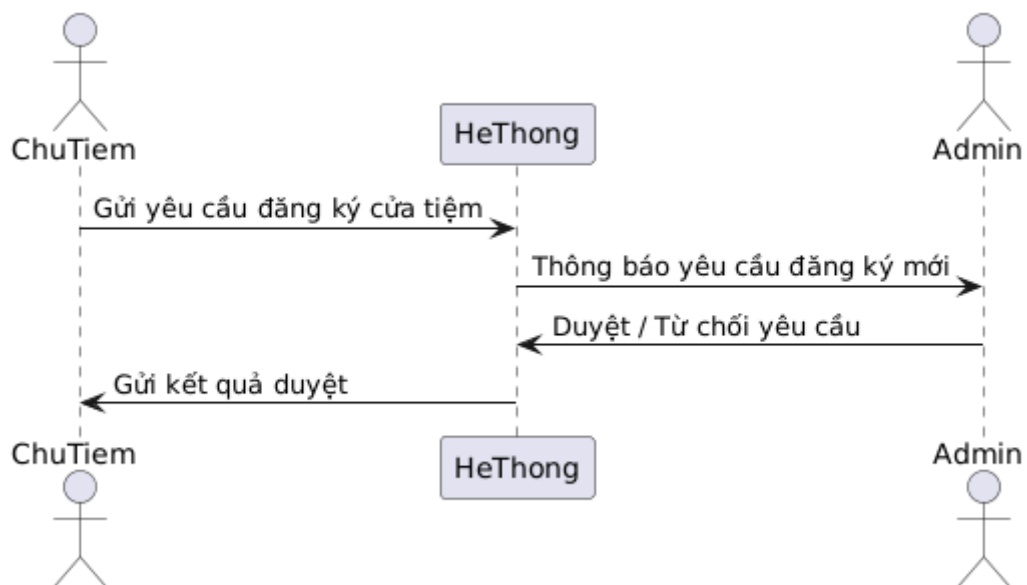 ChuTiem
HeThong
Admin
Gửi yêu cầu đăng ký cửa tiệm
Thông báo yêu cầu đăng ký mới
Duyệt / Từ chối yêu cầu
Gửi kết quả duyệt
ChuTiem
HeThong
Admin